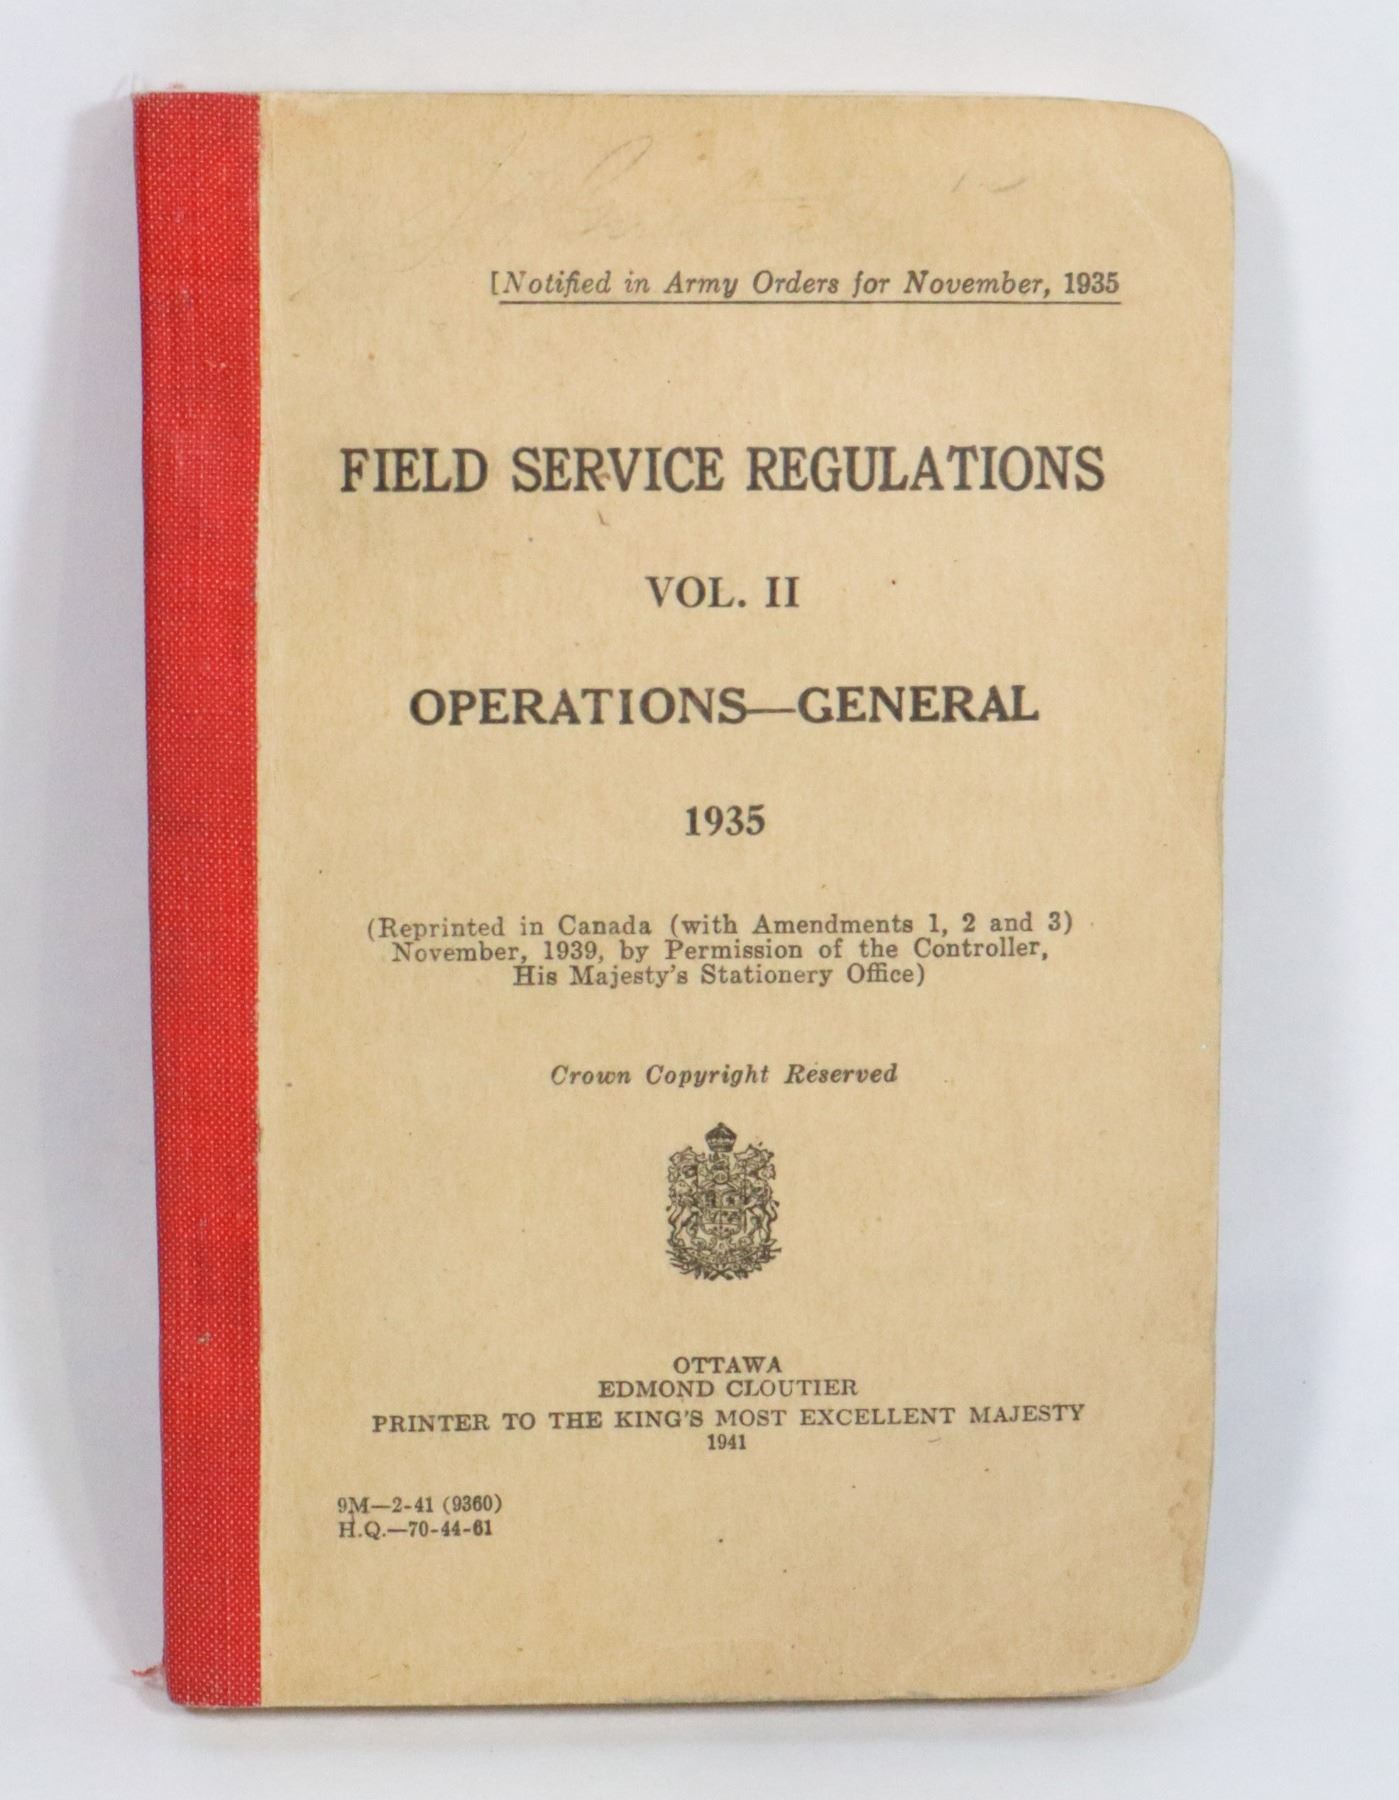 [Notified in Army Orders for November, 1935
FIELD SERVICE REGULATIONS
VOL. II
OPERATIONS—GENERAL
1935
(Reprinted in Canada (with Amendments 1, 2 and 3)
November, 1939, by Permission of the Controller,
His Majesty's Stationery Office)
Crown Copyright Reserved
OTTAWA
EDMOND CLOUTIER
PRINTER TO THE KING'S MOST EXCELLENT MAJESTY
1941
9M—2-41 (9360)
H.Q.—70-44-61